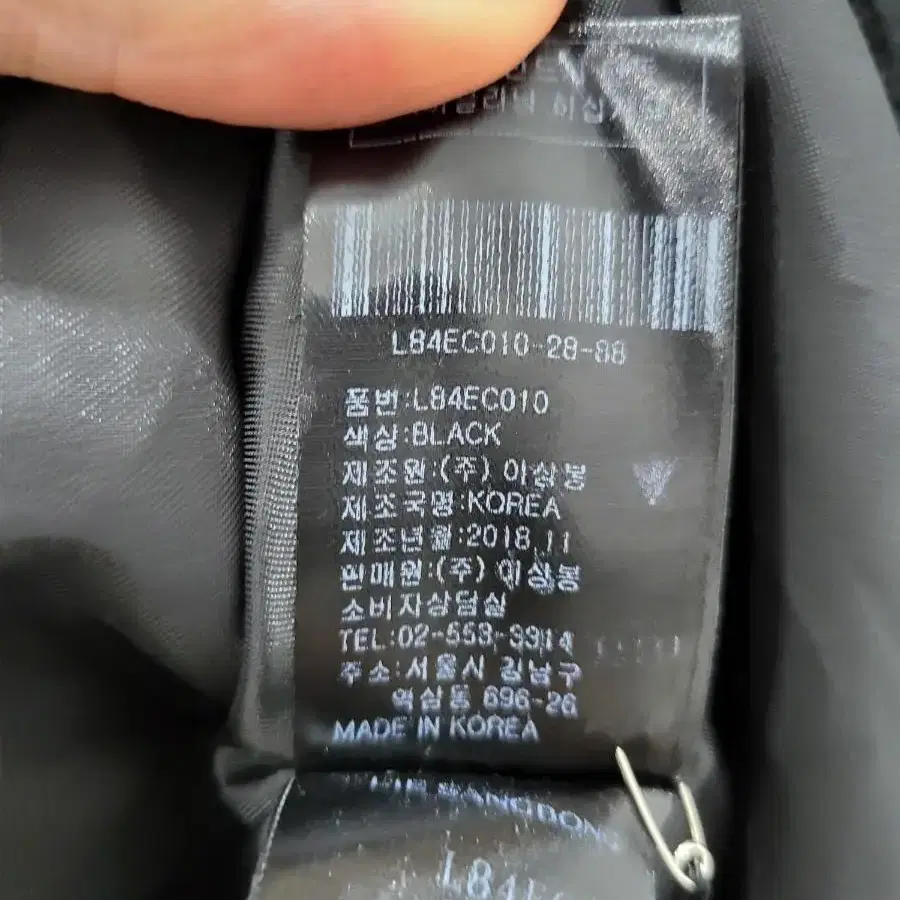 L84EC010-28-88
품번:L84EC010
색상:BLACK
제조원:(주) 이상봉
제조국명:KOREA
제조년월:2018.11
판매원:(주) 이상봉
소비자상담실
TEL:02-553-3314
주소:서울시 강남구
역삼동 696-26
MADE IN KOREA
LIE SANGBONG
L84EC